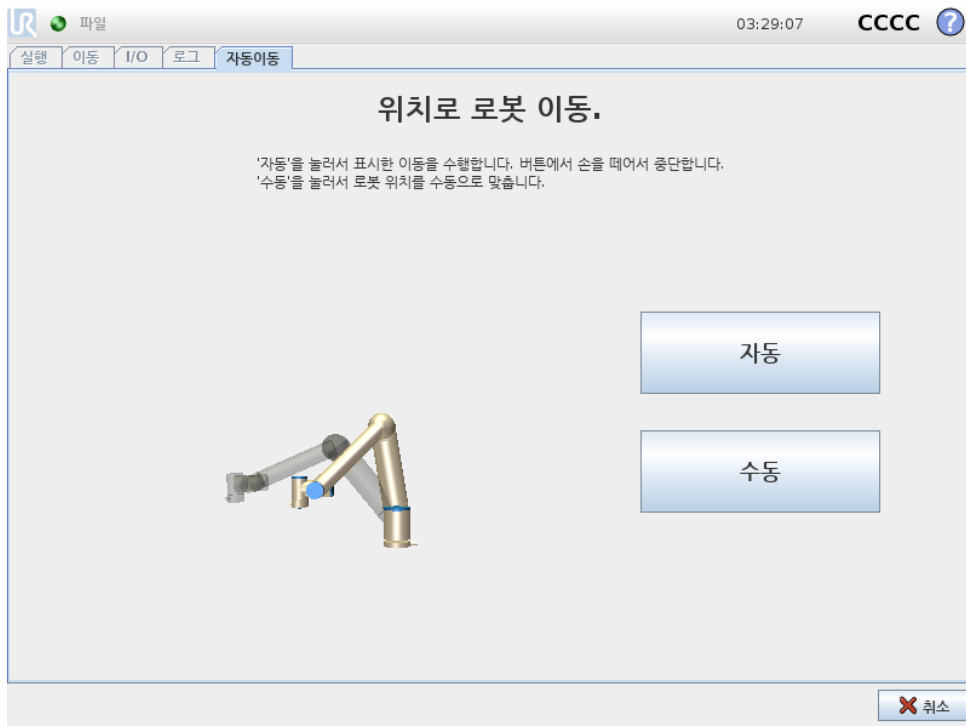 UR
파일
03:29:07
CCCC
?
실행
이동
I/O
로그
자동이동
위치로 로봇 이동.
'자동'을 눌러서 표시한 이동을 수행합니다. 버튼에서 손을 떼어서 중단합니다.
'수동'을 눌러서 로봇 위치를 수동으로 맞춥니다.
자동
수동
취소